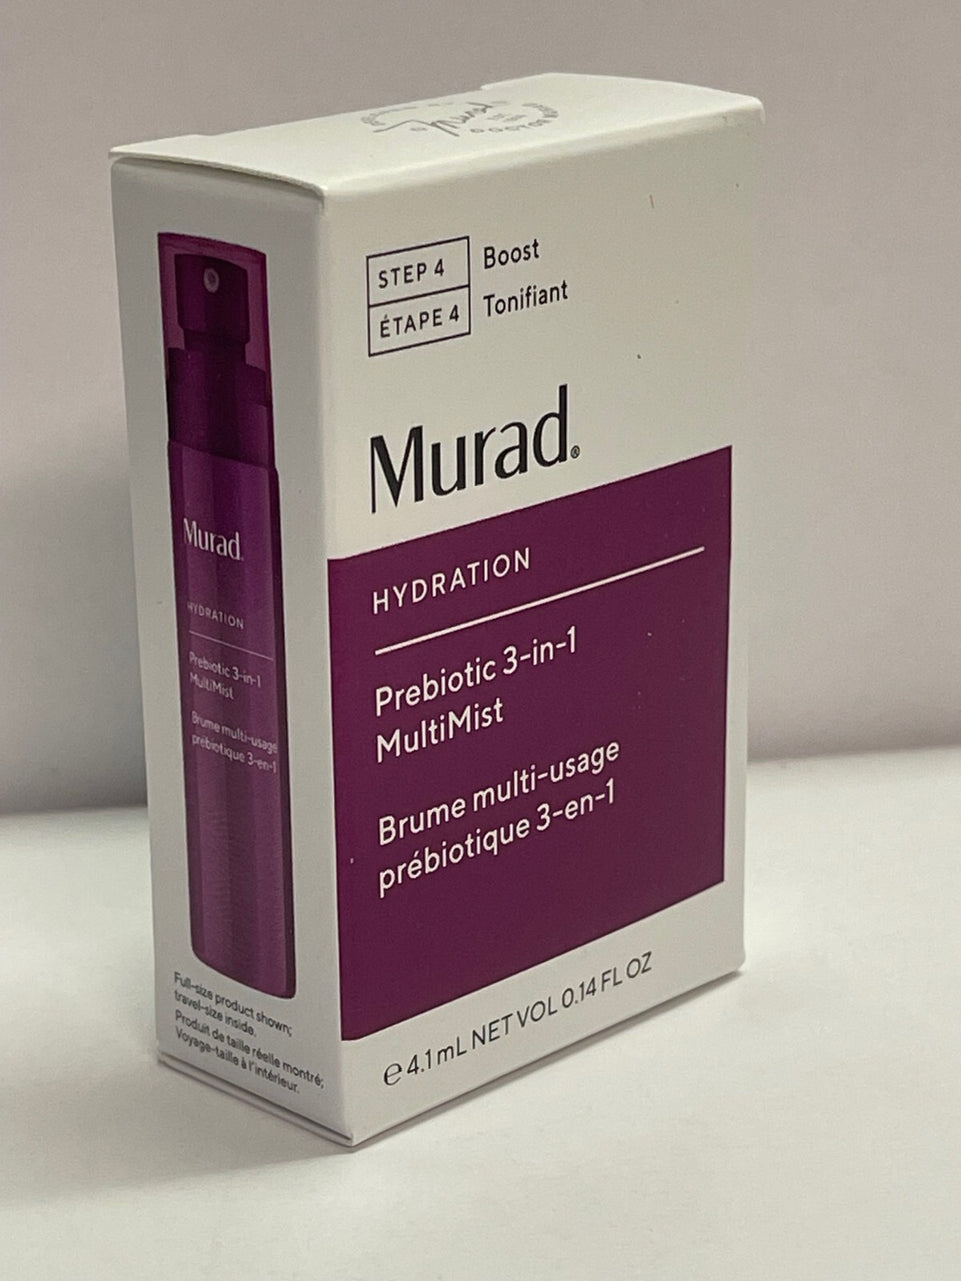 Murad
DOCTOR
STEP 4
Boost
ÉTAPE 4
Tonifiant
Murad®
HYDRATION
Prebiotic 3-in-1
MultiMist
Brume multi-usage
prébiotique 3-en-1
℮ 4.1 mL NET VOL 0.14 FL OZ
Murad
HYDRATION
Prebiotic 3-in-1
MultiMist
Brume multi-usage
prébiotique 3-en-1
Full-size product shown;
travel-size inside.
Produit de taille réelle montré;
Voyage-taille à l'intérieur.